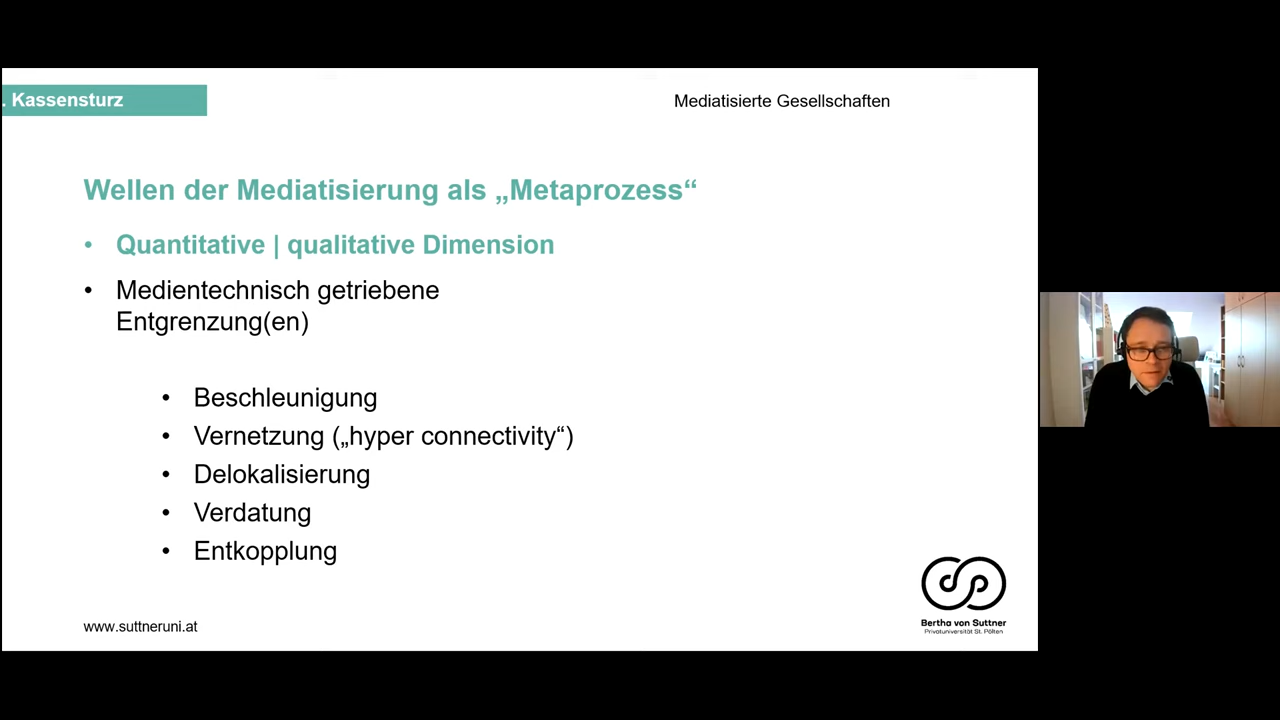 . Kassensturz
Mediatisierte Gesellschaften
Wellen der Mediatisierung als „Metaprozess“
• Quantitative | qualitative Dimension
• Medientechnisch getriebene
Entgrenzung(en)
• Beschleunigung
• Vernetzung („hyper connectivity“)
• Delokalisierung
• Verdatung
• Entkopplung
www.suttneruni.at
Bertha von Suttner
Privatuniversität St. Pölten